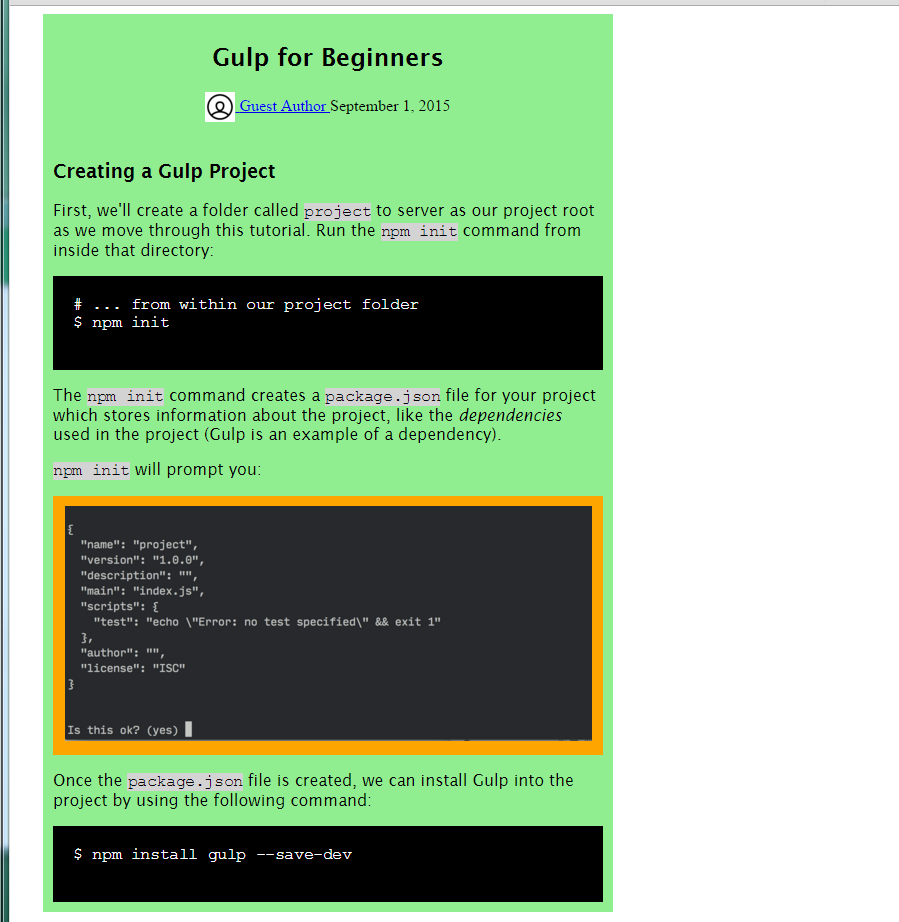 Gulp for Beginners
Guest Author September 1, 2015
Creating a Gulp Project
First, we'll create a folder called project to server as our project root
as we move through this tutorial. Run the npm init command from
inside that directory:
# ... from within our project folder
$ npm init
The npm init command creates a package.json file for your project
which stores information about the project, like the dependencies
used in the project (Gulp is an example of a dependency).
npm init will prompt you:
{
"name": "project",
"version": "1.0.0",
"description": "",
"main": "index.js",
"scripts": {
"test": "echo \"Error: no test specified\" && exit 1"
},
"author": "",
"license": "ISC"
}
Is this ok? (yes)
Once the package.json file is created, we can install Gulp into the
project by using the following command:
$ npm install gulp --save-dev